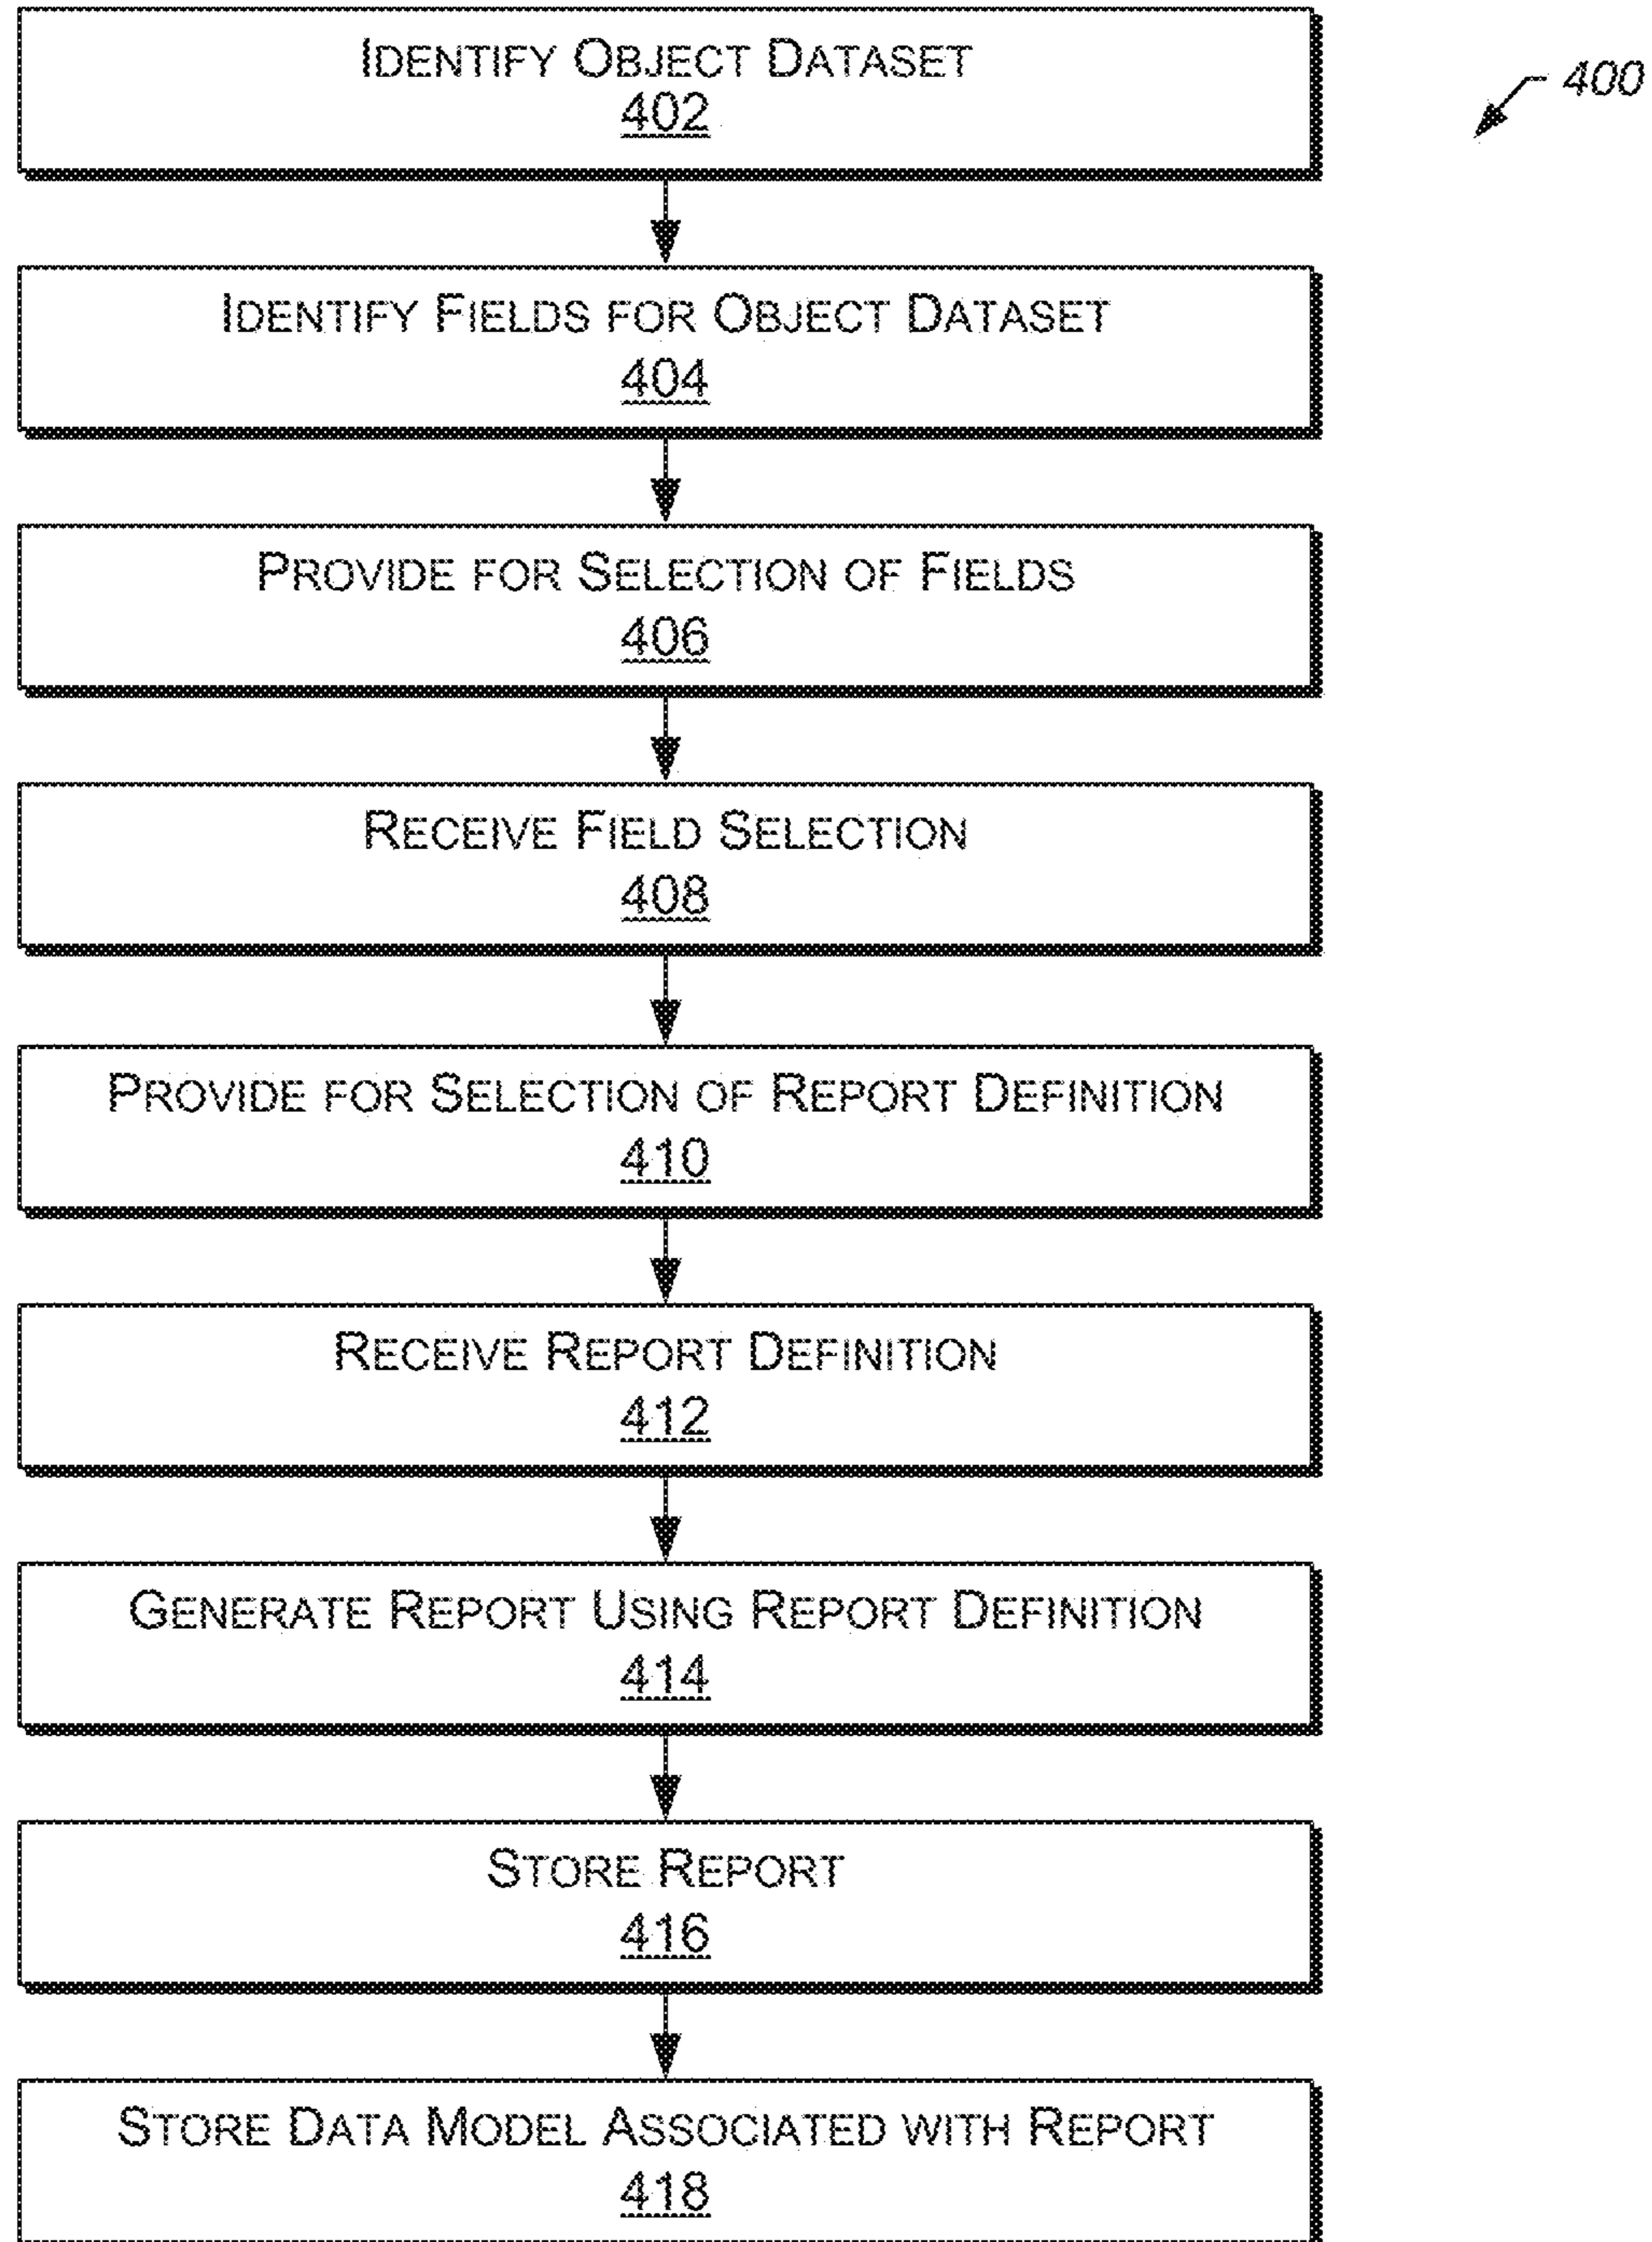 IDENTIFY OBJECT DATASET
402
400
IDENTIFY FIELDS FOR OBJECT DATASET
404
PROVIDE FOR SELECTION OF FIELDS
406
RECEIVE FIELD SELECTION
408
PROVIDE FOR SELECTION OF REPORT DEFINITION
410
RECEIVE REPORT DEFINITION
412
GENERATE REPORT USING REPORT DEFINITION
414
STORE REPORT
416
STORE DATA MODEL ASSOCIATED WITH REPORT
418